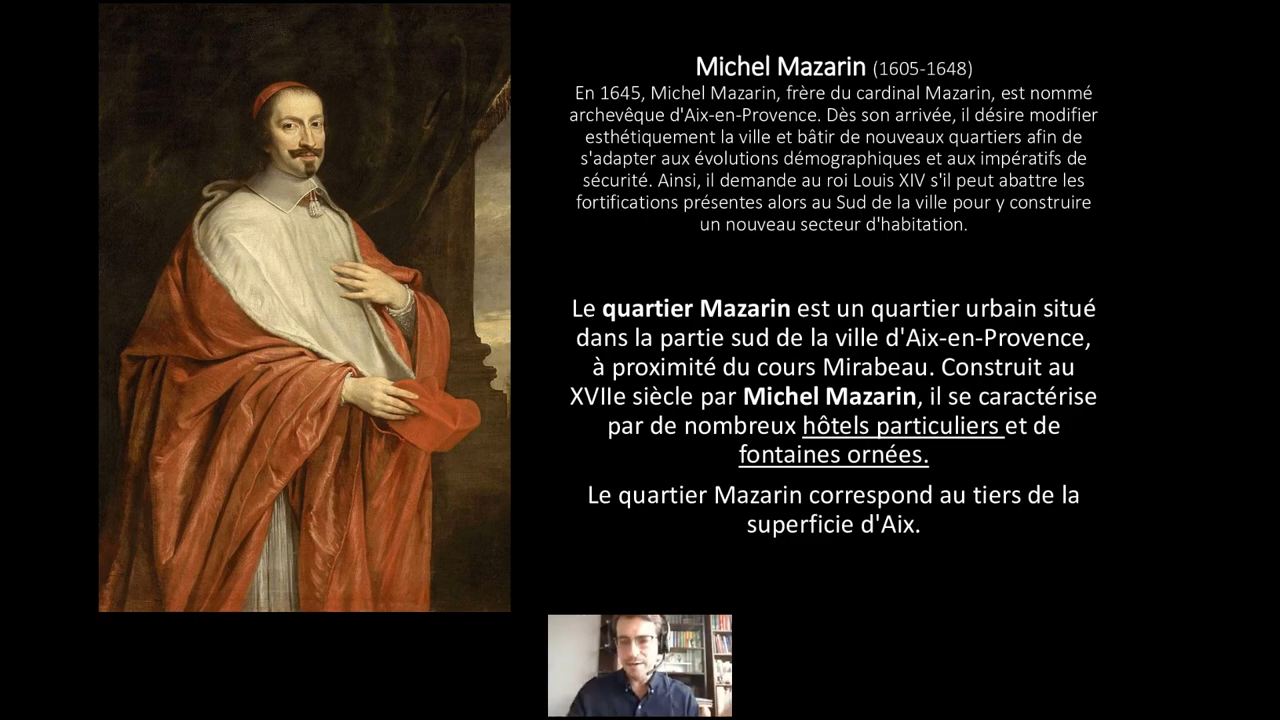 Michel Mazarin (1605-1648)
En 1645, Michel Mazarin, frère du cardinal Mazarin, est nommé
archevêque d'Aix-en-Provence. Dès son arrivée, il désire modifier
esthétiquement la ville et bâtir de nouveaux quartiers afin de
s'adapter aux évolutions démographiques et aux impératifs de
sécurité. Ainsi, il demande au roi Louis XIV s'il peut abattre les
fortifications présentes alors au Sud de la ville pour y construire
un nouveau secteur d'habitation.
Le quartier Mazarin est un quartier urbain situé
dans la partie sud de la ville d'Aix-en-Provence,
à proximité du cours Mirabeau. Construit au
XVIIe siècle par Michel Mazarin, il se caractérise
par de nombreux hôtels particuliers et de
fontaines ornées.
Le quartier Mazarin correspond au tiers de la
superficie d'Aix.